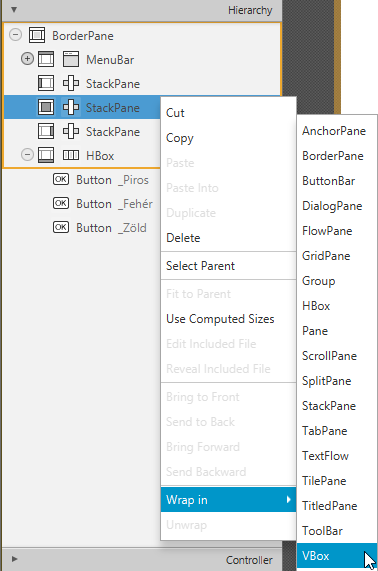 Hierarchy
BorderPane
MenuBar
StackPane
StackPane
StackPane
HBox
OK Button _Piros
OK Button _Fehér
OK Button _Zöld
Cut
Copy
Paste
Paste Into
Duplicate
Delete
Select Parent
Fit to Parent
Use Computed Sizes
Edit Included File
Reveal Included File
Bring to Front
Send to Back
Bring Forward
Send Backward
Wrap in
Unwrap
AnchorPane
BorderPane
ButtonBar
DialogPane
FlowPane
GridPane
Group
HBox
Pane
ScrollPane
SplitPane
StackPane
TabPane
TextFlow
TilePane
TitledPane
ToolBar
VBox
Controller